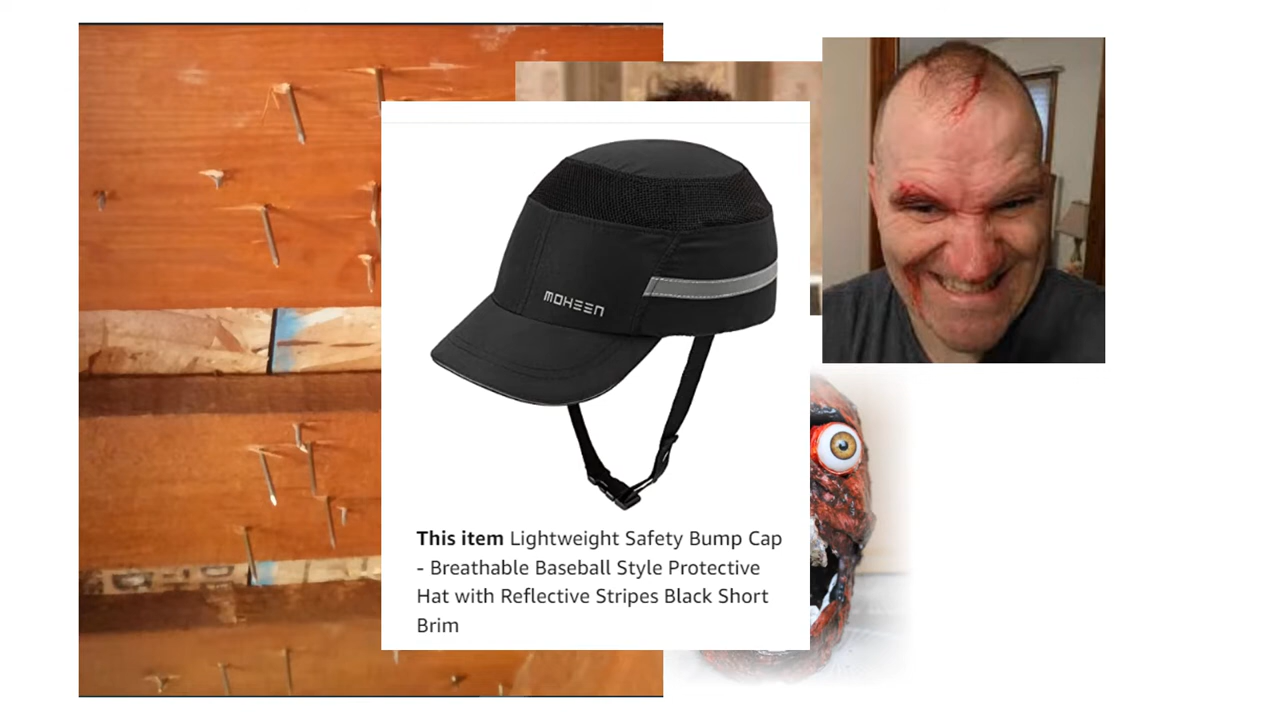 MOHEEN
This item Lightweight Safety Bump Cap
- Breathable Baseball Style Protective
Hat with Reflective Stripes Black Short
Brim